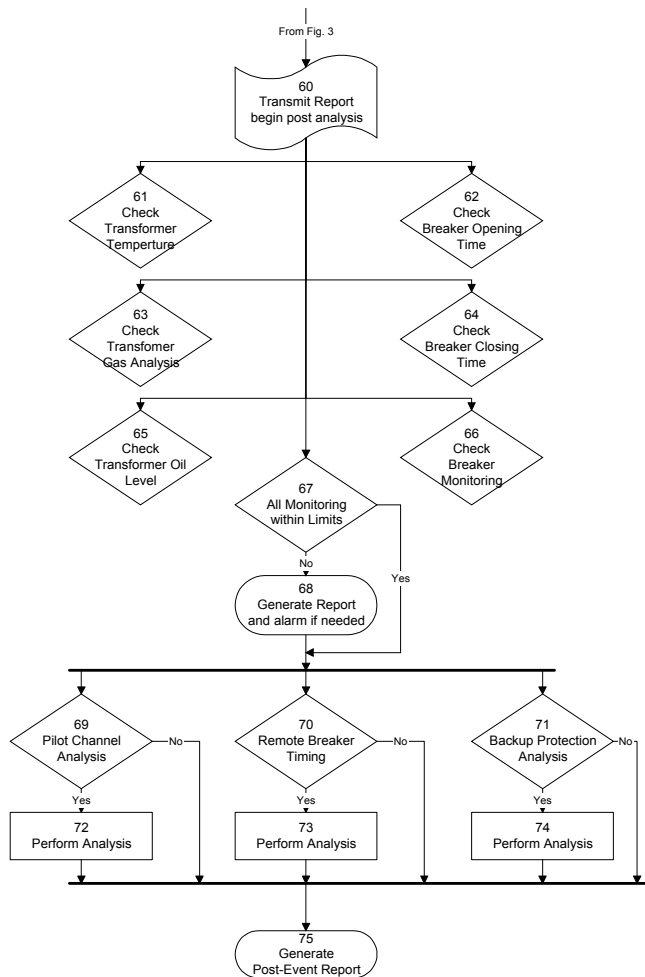 From Fig. 3
60
Transmit Report
begin post analysis
61
Check
Transformer
Temperture
62
Check
Breaker Opening
Time
63
Check
Transfomer
Gas Analysis
64
Check
Breaker Closing
Time
65
Check
Transformer Oil
Level
66
Check
Breaker
Monitoring
67
All Monitoring
within Limits
No
Yes
68
Generate Report
and alarm if needed
69
Pilot Channel
Analysis
No
70
Remote Breaker
Timing
No
71
Backup Protection
Analysis
No
Yes
Yes
Yes
72
Perform Analysis
73
Perform Analysis
74
Perform Analysis
75
Generate
Post-Event Report